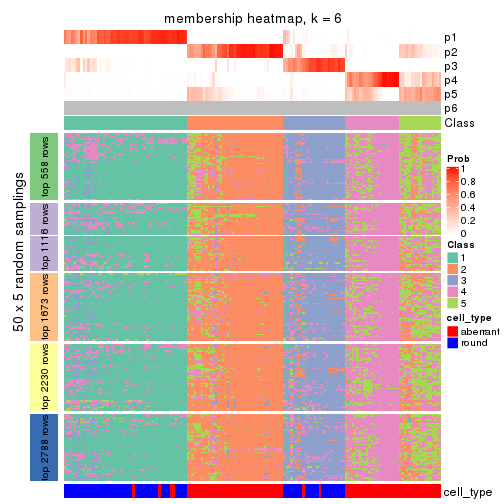 membership heatmap, k = 6
p1
p2
p3
p4
p5
p6
Class
50 x 5 random samplings
top 558 rows
top 1116 rows
top 1673 rows
top 2230 rows
top 2788 rows
cell_type
Prob
1
0.8
0.6
0.4
0.2
0
Class
1
2
3
4
5
cell_type
aberrant
round